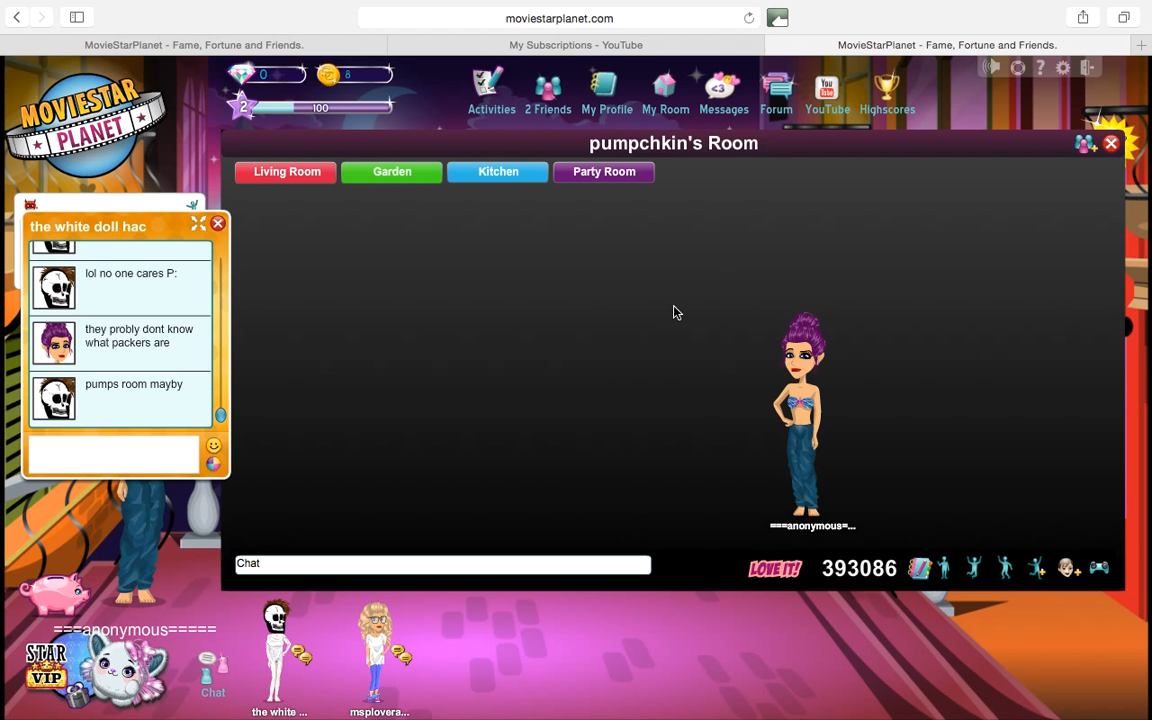 moviestarplanet.com
MovieStarPlanet - Fame, Fortune and Friends.
My Subscriptions - YouTube
MovieStarPlanet - Fame, Fortune and Friends.
MOVIESTAR
PLANET
0
8
2
100
Activities
2 Friends
My Profile
My Room
<3
Messages
Forum
You
Tube
YouTube
Highscores
?
pumpchkin's Room
Living Room
Garden
Kitchen
Party Room
the white doll hac
lol no one cares P:
they probly dont know
what packers are
pumps room mayby
===anonymous=...
Chat
LOVE IT!
393086
===anonymous=====
STAR
VIP
Chat
the white ...
msplovera...